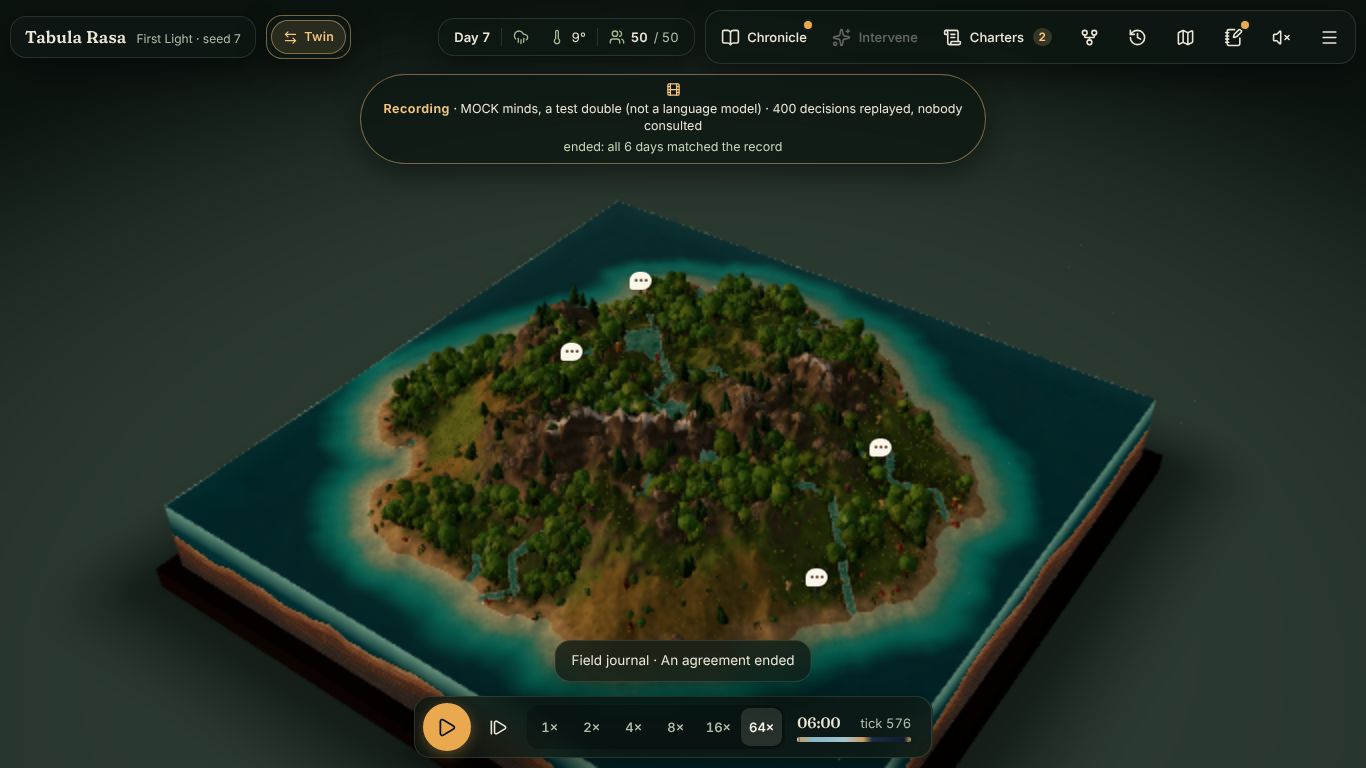 Tabula Rasa First Light · seed 7
Twin
Day 7 9° 50 / 50
Chronicle Intervene Charters 2
Recording · MOCK minds, a test double (not a language model) · 400 decisions replayed, nobody
consulted
ended: all 6 days matched the record
Field journal · An agreement ended
1× 2× 4× 8× 16× 64× 06:00 tick 576